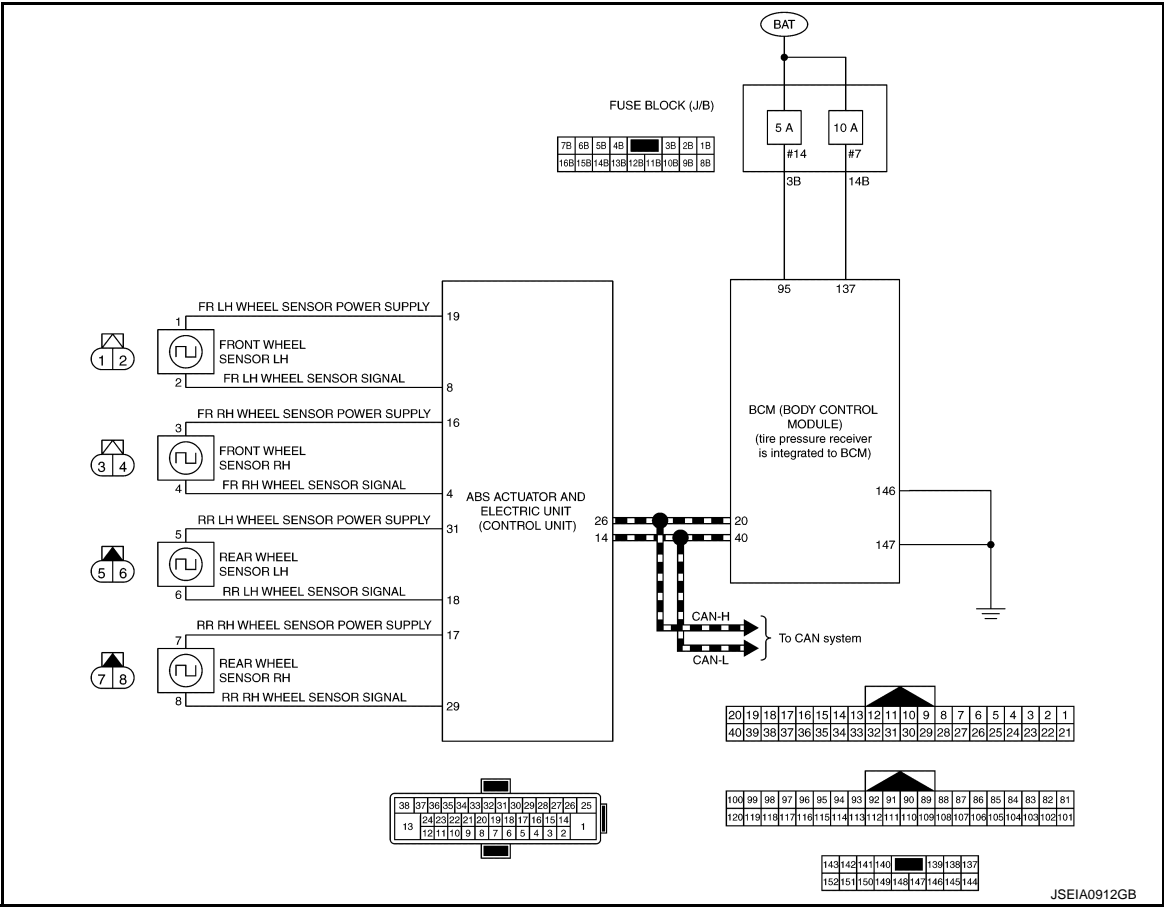 BAT
FUSE BLOCK (J/B)
5 A
10 A
#14
#7
3B
14B
7B 6B 5B 4B 3B 2B 1B
16B 15B 14B 13B 12B 11B 10B 9B 8B
95
137
FR LH WHEEL SENSOR POWER SUPPLY
1
19
FRONT WHEEL
SENSOR LH
1 2
2
FR LH WHEEL SENSOR SIGNAL
8
FR RH WHEEL SENSOR POWER SUPPLY
3
16
FRONT WHEEL
SENSOR RH
3 4
4
FR RH WHEEL SENSOR SIGNAL
4
RR LH WHEEL SENSOR POWER SUPPLY
5
31
REAR WHEEL
SENSOR LH
5 6
6
RR LH WHEEL SENSOR SIGNAL
18
RR RH WHEEL SENSOR POWER SUPPLY
7
17
REAR WHEEL
SENSOR RH
7 8
8
RR RH WHEEL SENSOR SIGNAL
29
ABS ACTUATOR AND
ELECTRIC UNIT
(CONTROL UNIT)
26
14
20
40
BCM (BODY CONTROL
MODULE)
(tire pressure receiver
is integrated to BCM)
146
147
CAN-H
CAN-L
To CAN system
20 19 18 17 16 15 14 13 12 11 10 9 8 7 6 5 4 3 2 1
40 39 38 37 36 35 34 33 32 31 30 29 28 27 26 25 24 23 22 21
100 99 98 97 96 95 94 93 92 91 90 89 88 87 86 85 84 83 82 81
120 119 118 117 116 115 114 113 112 111 110 109 108 107 106 105 104 103 102 101
38 37 36 35 34 33 32 31 30 29 28 27 26 25
24 23 22 21 20 19 18 17 16 15 14
13
1
12 11 10 9 8 7 6 5 4 3 2
143 142 141 140 139 138 137
152 151 150 149 148 147 146 145 144
JSEIA0912GB